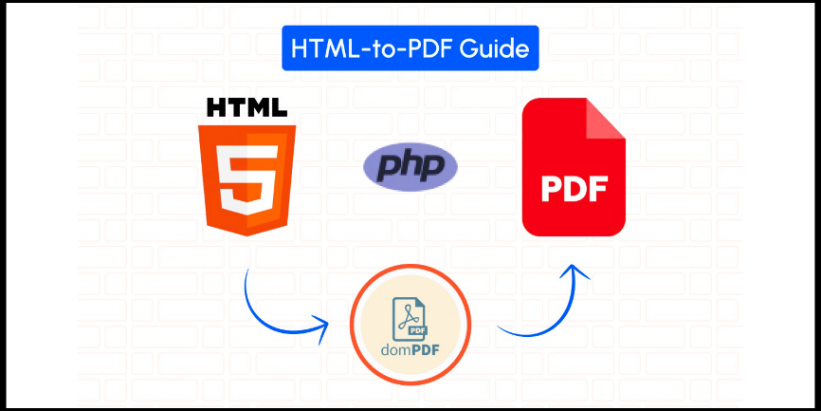 HTML-to-PDF Guide
HTML
5
php
PDF
PDF
domPDF